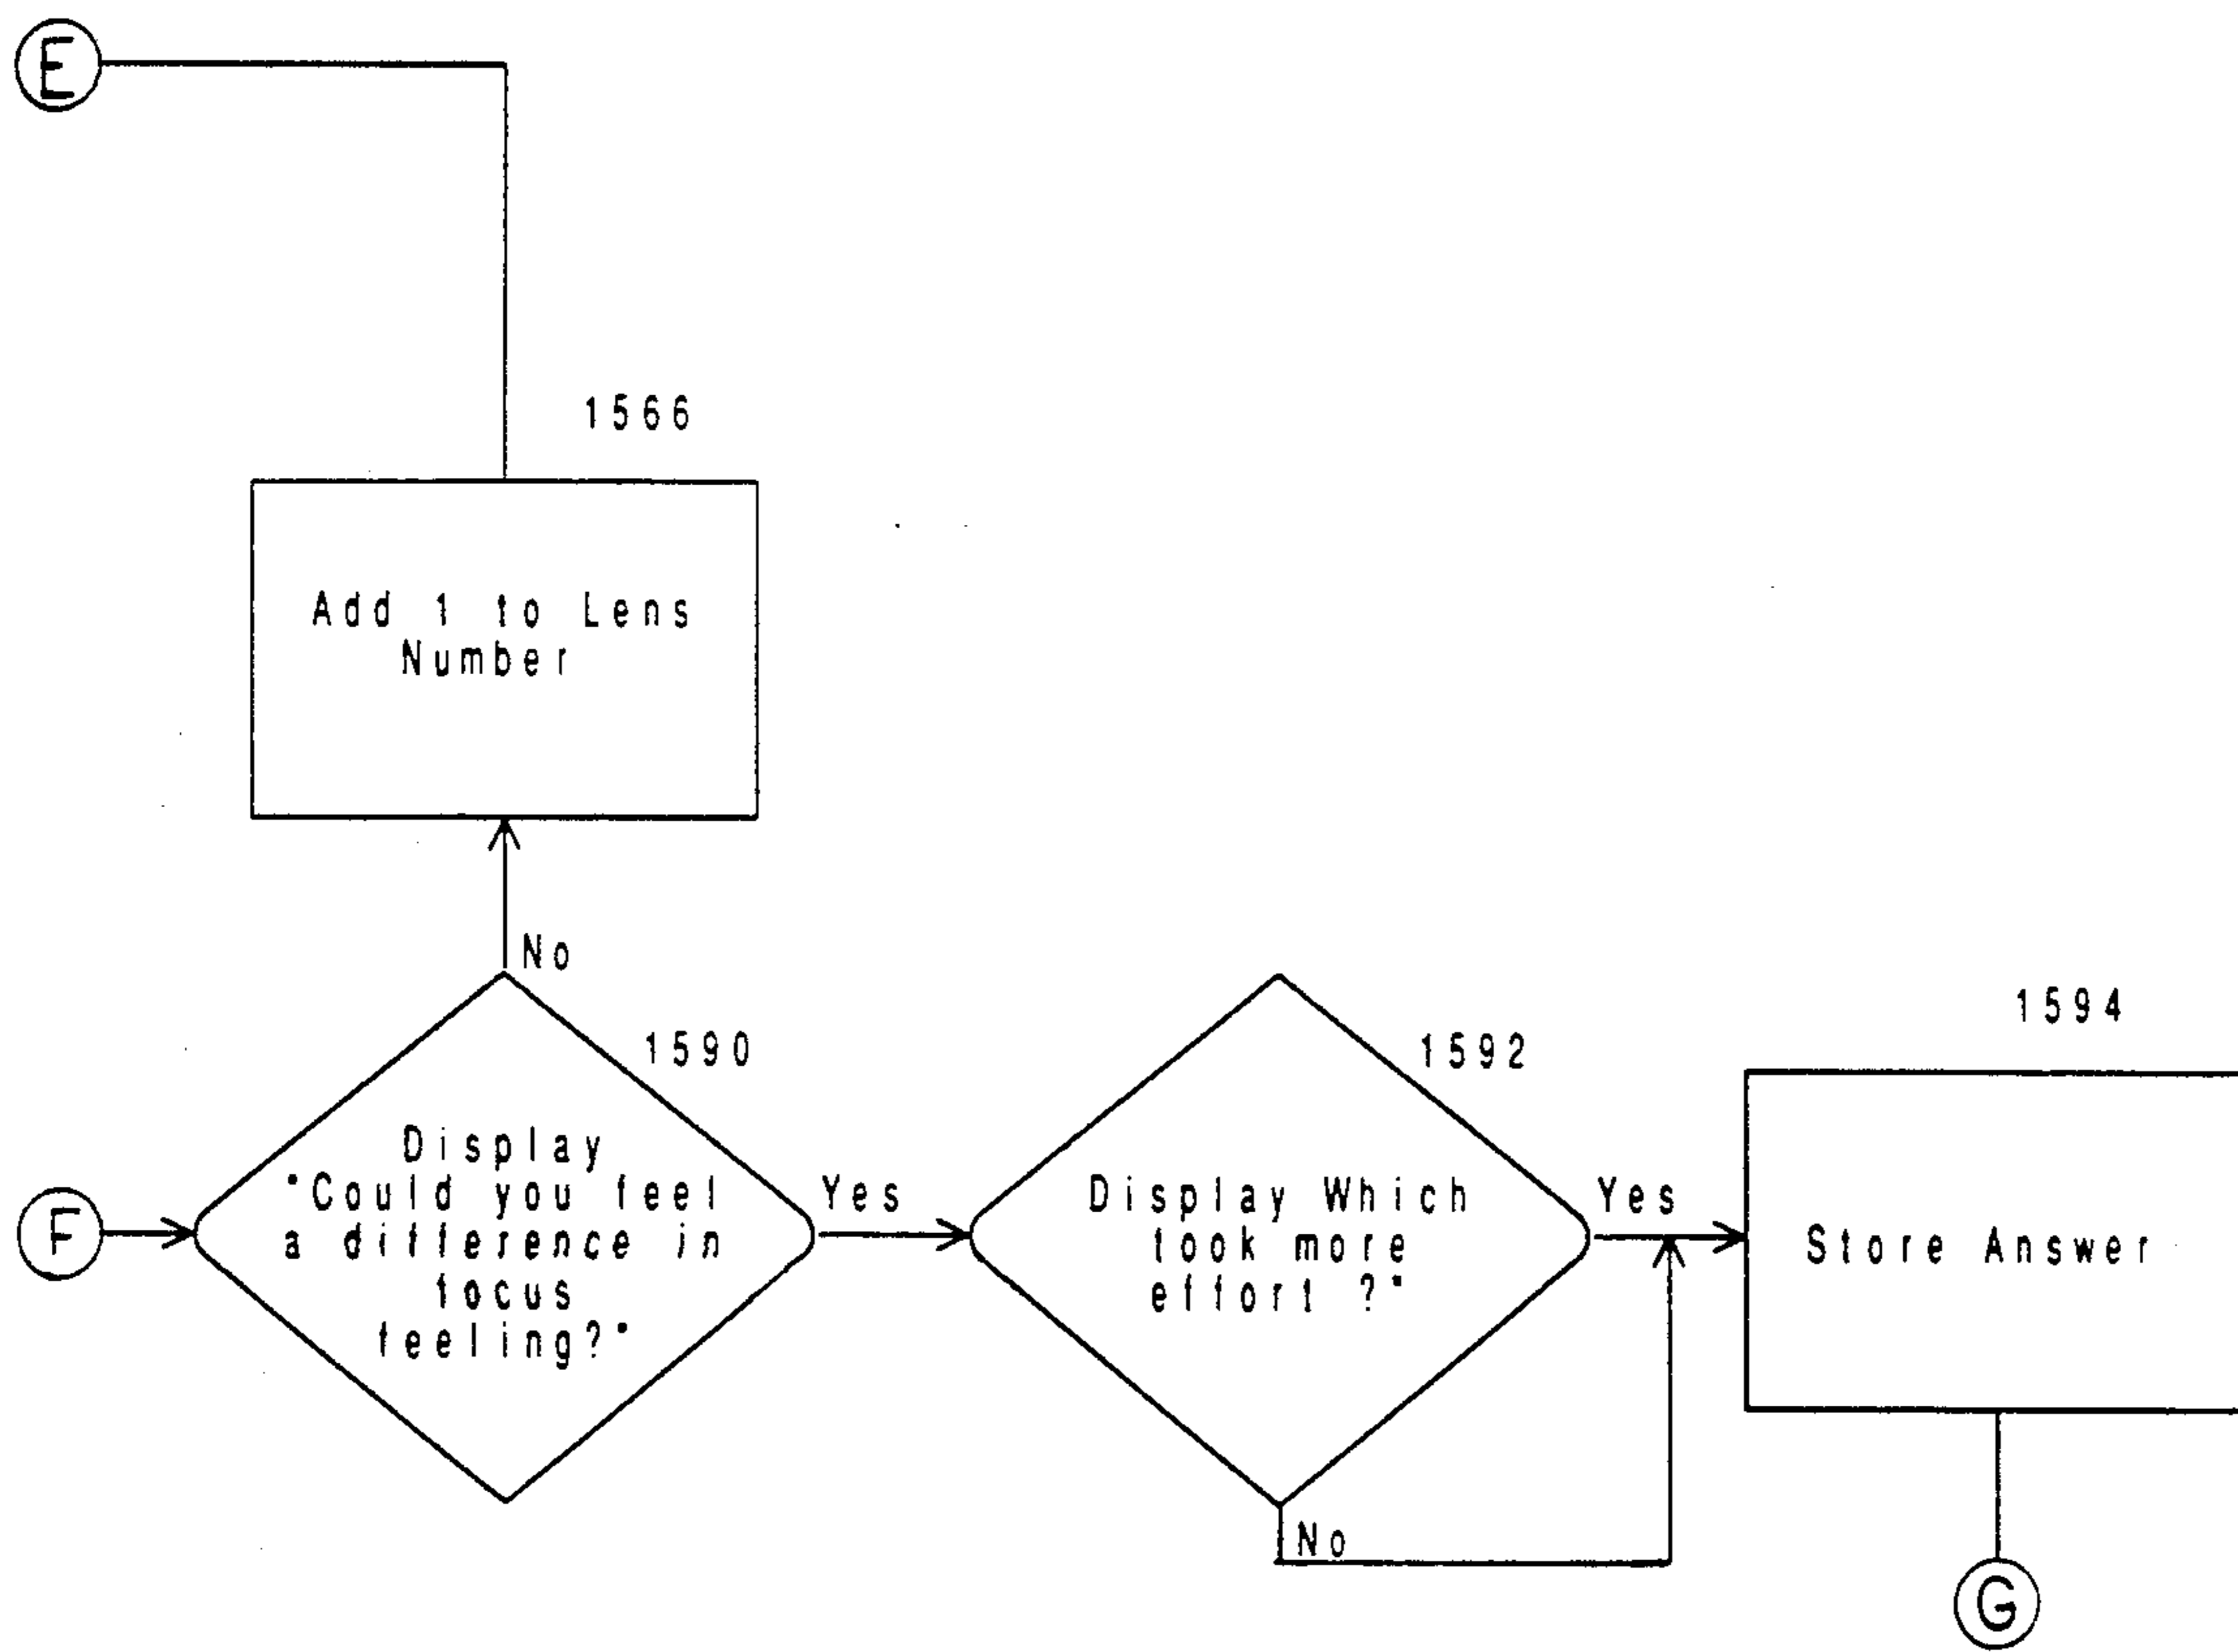 E
1566
Add 1 to Lens
Number
No
1590
Display
"Could you feel
a difference in
focus
feeling?"
F
Yes
1592
Display Which
took more
effort ?"
No
Yes
1594
Store Answer
G